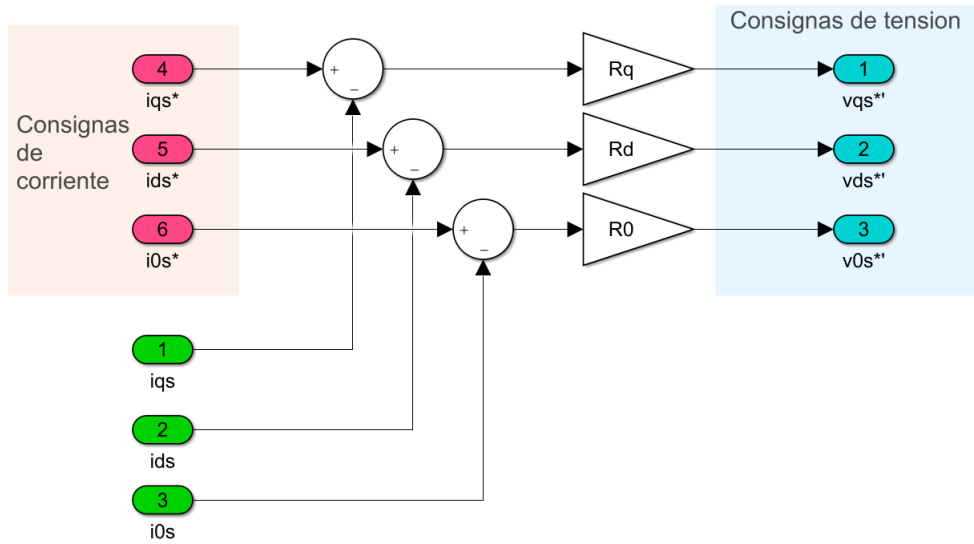 Consignas de tension
4
iqs*
+
−
Rq
1
vqs*'
Consignas
de
corriente
5
ids*
+
−
Rd
2
vds*'
6
i0s*
+
−
R0
3
v0s*'
1
iqs
2
ids
3
i0s